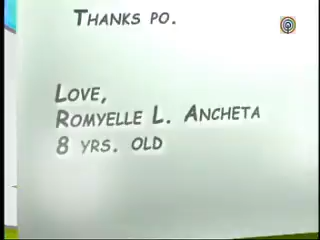 THANKS PO.
LOVE,
ROMYELLE L. ANCHETA
8 YRS. OLD